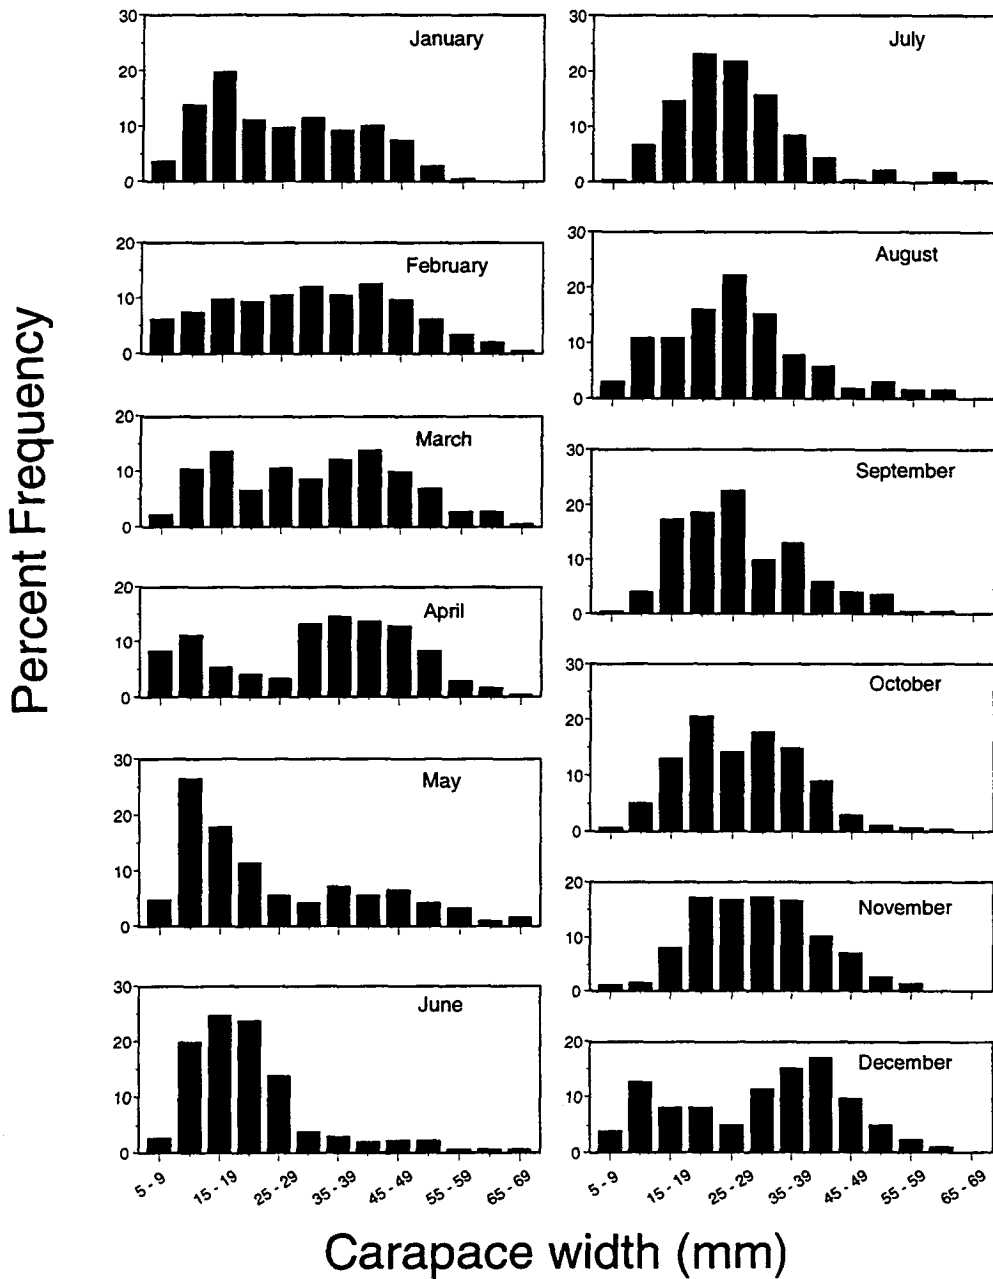 Percent Frequency
30
20
10
0
January
20
10
0
February
20
10
0
March
20
10
0
April
30
20
10
0
May
30
20
10
0
June
5 - 9
15 - 19
25 - 29
35 - 39
45 - 49
55 - 59
65 - 69
30
20
10
0
July
30
20
10
0
August
30
20
10
0
September
30
20
10
0
October
20
10
0
November
20
10
0
December
5 - 9
15 - 19
25 - 29
35 - 39
45 - 49
55 - 59
65 - 69
Carapace width (mm)